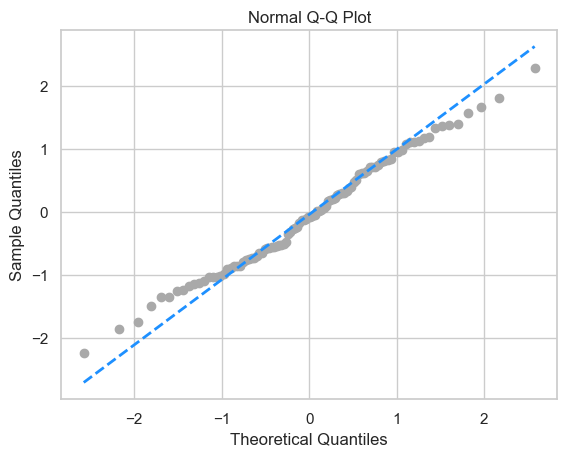 Normal Q-Q Plot
Sample Quantiles
2
1
0
−1
−2
−2 −1 0 1 2
Theoretical Quantiles